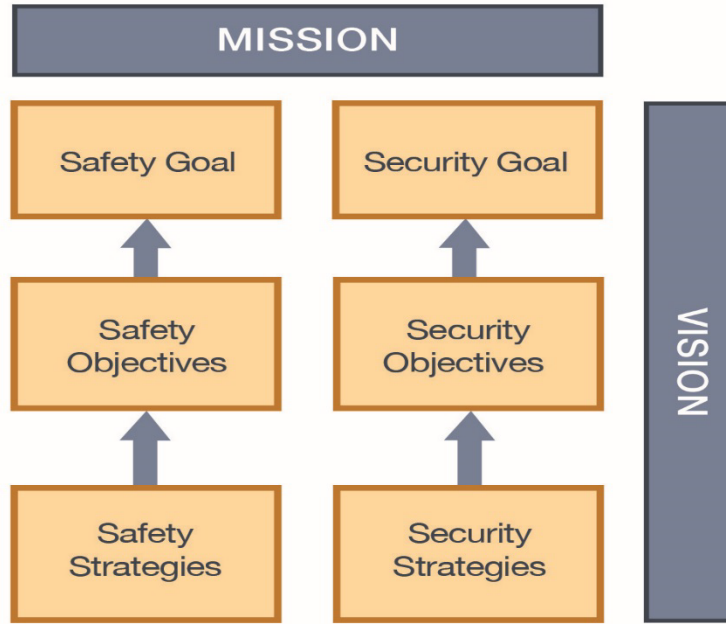 MISSION
Safety Goal
Security Goal
Safety
Objectives
Security
Objectives
VISION
Safety
Strategies
Security
Strategies